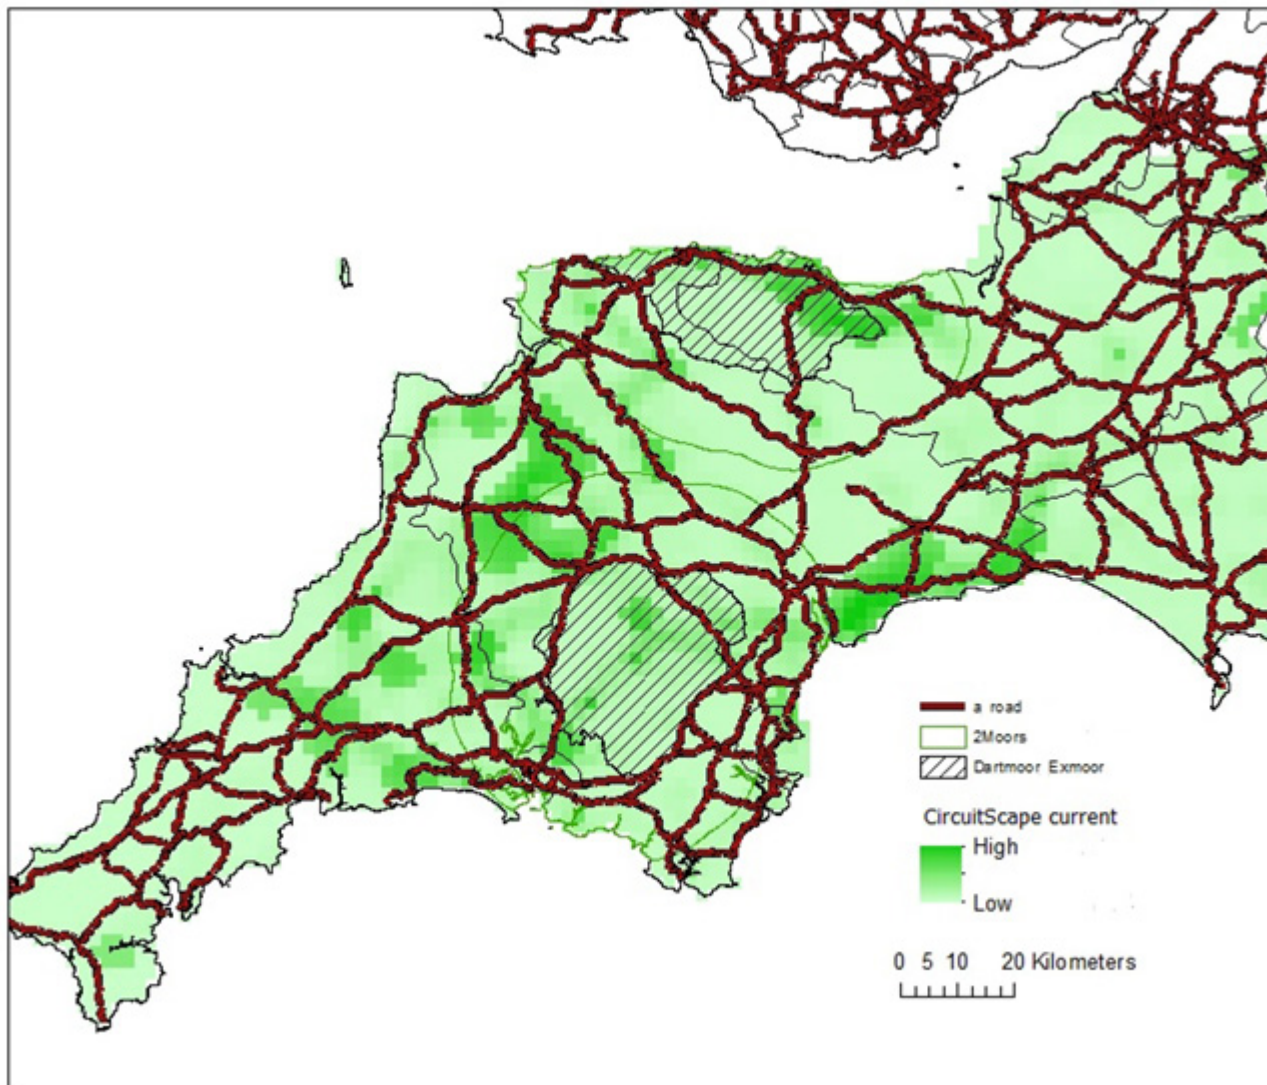 a road
2Moors
Dartmoor Exmoor
CircuitScape current
High
Low
0 5 10 20 Kilometers